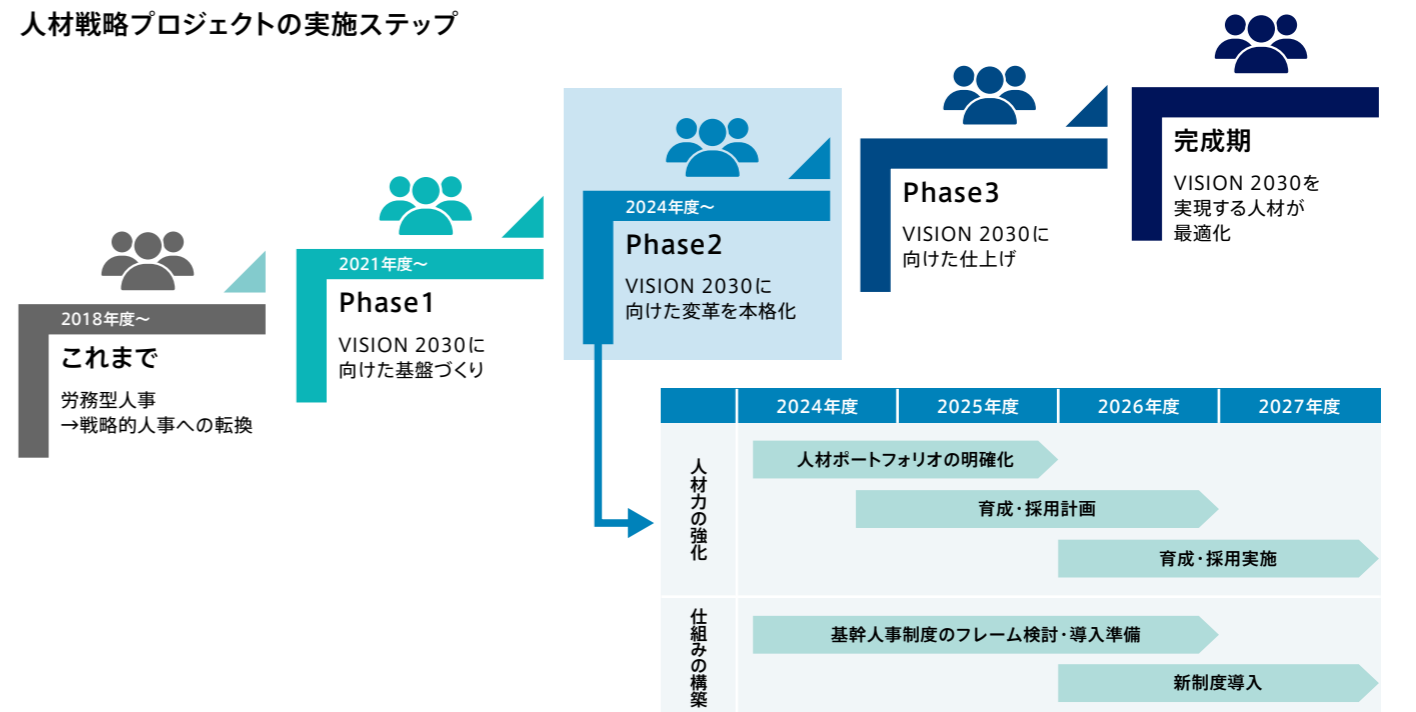 人材戦略プロジェクトの実施ステップ
2018年度～
これまで
労務型人事
→戦略的人事への転換
2021年度～
Phase1
VISION 2030に
向けた基盤づくり
2024年度～
Phase2
VISION 2030に
向けた変革を本格化
Phase3
VISION 2030に
向けた仕上げ
完成期
VISION 2030を
実現する人材が
最適化
2024年度
2025年度
2026年度
2027年度
人材力の強化
人材ポートフォリオの明確化
育成・採用計画
育成・採用実施
仕組みの構築
基幹人事制度のフレーム検討・導入準備
新制度導入